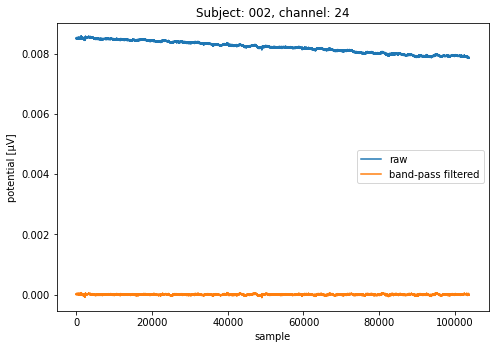 Subject: 002, channel: 24
0.008
0.006
0.004
0.002
0.000
potential [µV]
raw
band-pass filtered
0
20000
40000
60000
80000
100000
sample